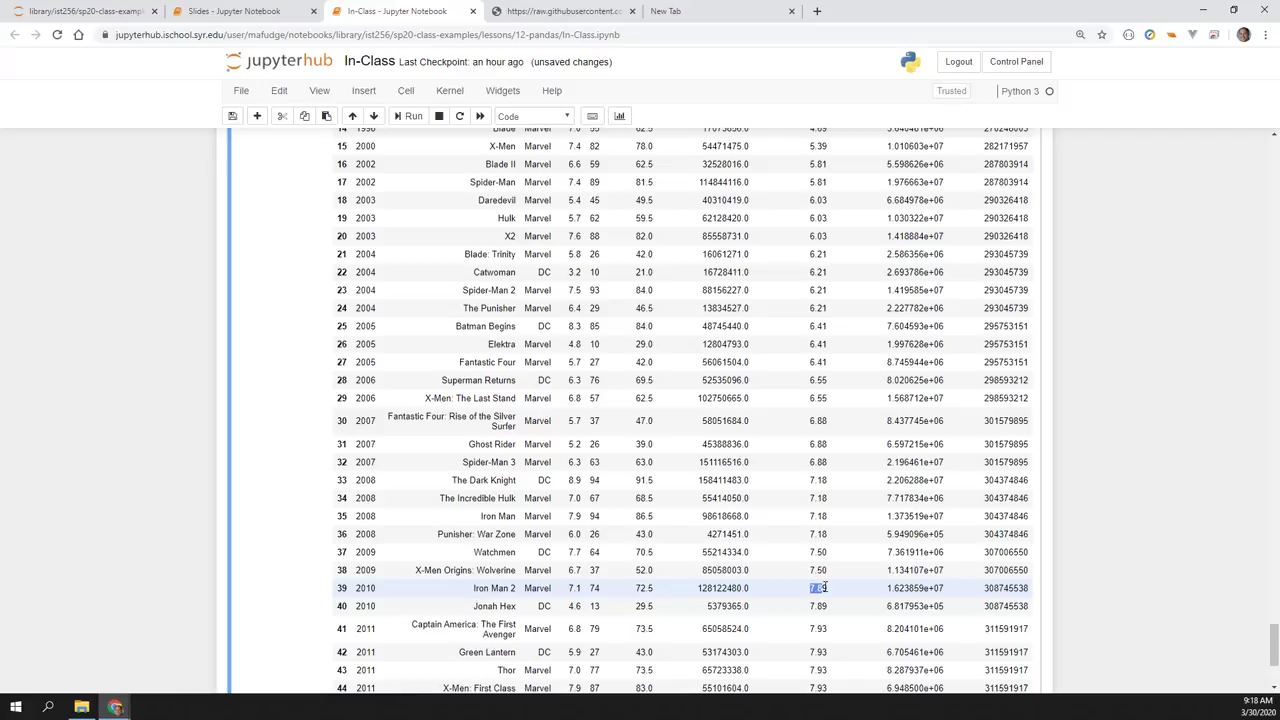 library/ist256/sp20-class-examp
Slides - Jupyter Notebook
In-Class - Jupyter Notebook
https://raw.githubusercontent.co
New Tab
jupyterhub.ischool.syr.edu/user/mafudge/notebooks/library/ist256/sp20-class-examples/lessons/12-pandas/In-Class.ipynb
jupyterhub In-Class Last Checkpoint: an hour ago (unsaved changes) Logout Control Panel
File Edit View Insert Cell Kernel Widgets Help Trusted Python 3
Run Code
14 1998 Blade Marvel 7.0 55 62.5 4.69
15 2000 X-Men Marvel 7.4 82 78.0 54471475.0 5.39 1.010603e+07 282171957
16 2002 Blade II Marvel 6.6 59 62.5 32528016.0 5.81 5.598626e+06 287803914
17 2002 Spider-Man Marvel 7.4 89 81.5 114844116.0 5.81 1.976663e+07 287803914
18 2003 Daredevil Marvel 5.4 45 49.5 40310419.0 6.03 6.684978e+06 290326418
19 2003 Hulk Marvel 5.7 62 59.5 62128420.0 6.03 1.030322e+07 290326418
20 2003 X2 Marvel 7.6 88 82.0 85558731.0 6.03 1.418884e+07 290326418
21 2004 Blade: Trinity Marvel 5.8 26 42.0 16061271.0 6.21 2.586356e+06 293045739
22 2004 Catwoman DC 3.2 10 21.0 16728411.0 6.21 2.693786e+06 293045739
23 2004 Spider-Man 2 Marvel 7.5 93 84.0 88156227.0 6.21 1.419585e+07 293045739
24 2004 The Punisher Marvel 6.4 29 46.5 13834527.0 6.21 2.227782e+06 293045739
25 2005 Batman Begins DC 8.3 85 84.0 48745440.0 6.41 7.604593e+06 295753151
26 2005 Elektra Marvel 4.8 10 29.0 12804793.0 6.41 1.997628e+06 295753151
27 2005 Fantastic Four Marvel 5.7 27 42.0 56061504.0 6.41 8.745944e+06 295753151
28 2006 Superman Returns DC 6.3 76 69.5 52535096.0 6.55 8.020625e+06 298593212
29 2006 X-Men: The Last Stand Marvel 6.8 57 62.5 102750665.0 6.55 1.568712e+07 298593212
30 2007 Fantastic Four: Rise of the Silver Surfer Marvel 5.7 37 47.0 58051684.0 6.88 8.437745e+06 301579895
31 2007 Ghost Rider Marvel 5.2 26 39.0 45388836.0 6.88 6.597215e+06 301579895
32 2007 Spider-Man 3 Marvel 6.3 63 63.0 151116516.0 6.88 2.196461e+07 301579895
33 2008 The Dark Knight DC 8.9 94 91.5 158411483.0 7.18 2.206288e+07 304374846
34 2008 The Incredible Hulk Marvel 7.0 67 68.5 55414050.0 7.18 7.717834e+06 304374846
35 2008 Iron Man Marvel 7.9 94 86.5 98618668.0 7.18 1.373519e+07 304374846
36 2008 Punisher: War Zone Marvel 6.0 26 43.0 4271451.0 7.18 5.949096e+05 304374846
37 2009 Watchmen DC 7.7 64 70.5 55214334.0 7.50 7.361911e+06 307006550
38 2009 X-Men Origins: Wolverine Marvel 6.7 37 52.0 85058003.0 7.50 1.134107e+07 307006550
39 2010 Iron Man 2 Marvel 7.1 74 72.5 128122480.0 7.89 1.623859e+07 308745538
40 2010 Jonah Hex DC 4.6 13 29.5 5379365.0 7.89 6.817953e+05 308745538
41 2011 Captain America: The First Avenger Marvel 6.8 79 73.5 65058524.0 7.93 8.204101e+06 311591917
42 2011 Green Lantern DC 5.9 27 43.0 53174303.0 7.93 6.705461e+06 311591917
43 2011 Thor Marvel 7.0 77 73.5 65723338.0 7.93 8.287937e+06 311591917
44 2011 X-Men: First Class Marvel 7.9 87 83.0 55101604.0 7.93 6.948500e+06 311591917
9:18 AM
3/30/2020